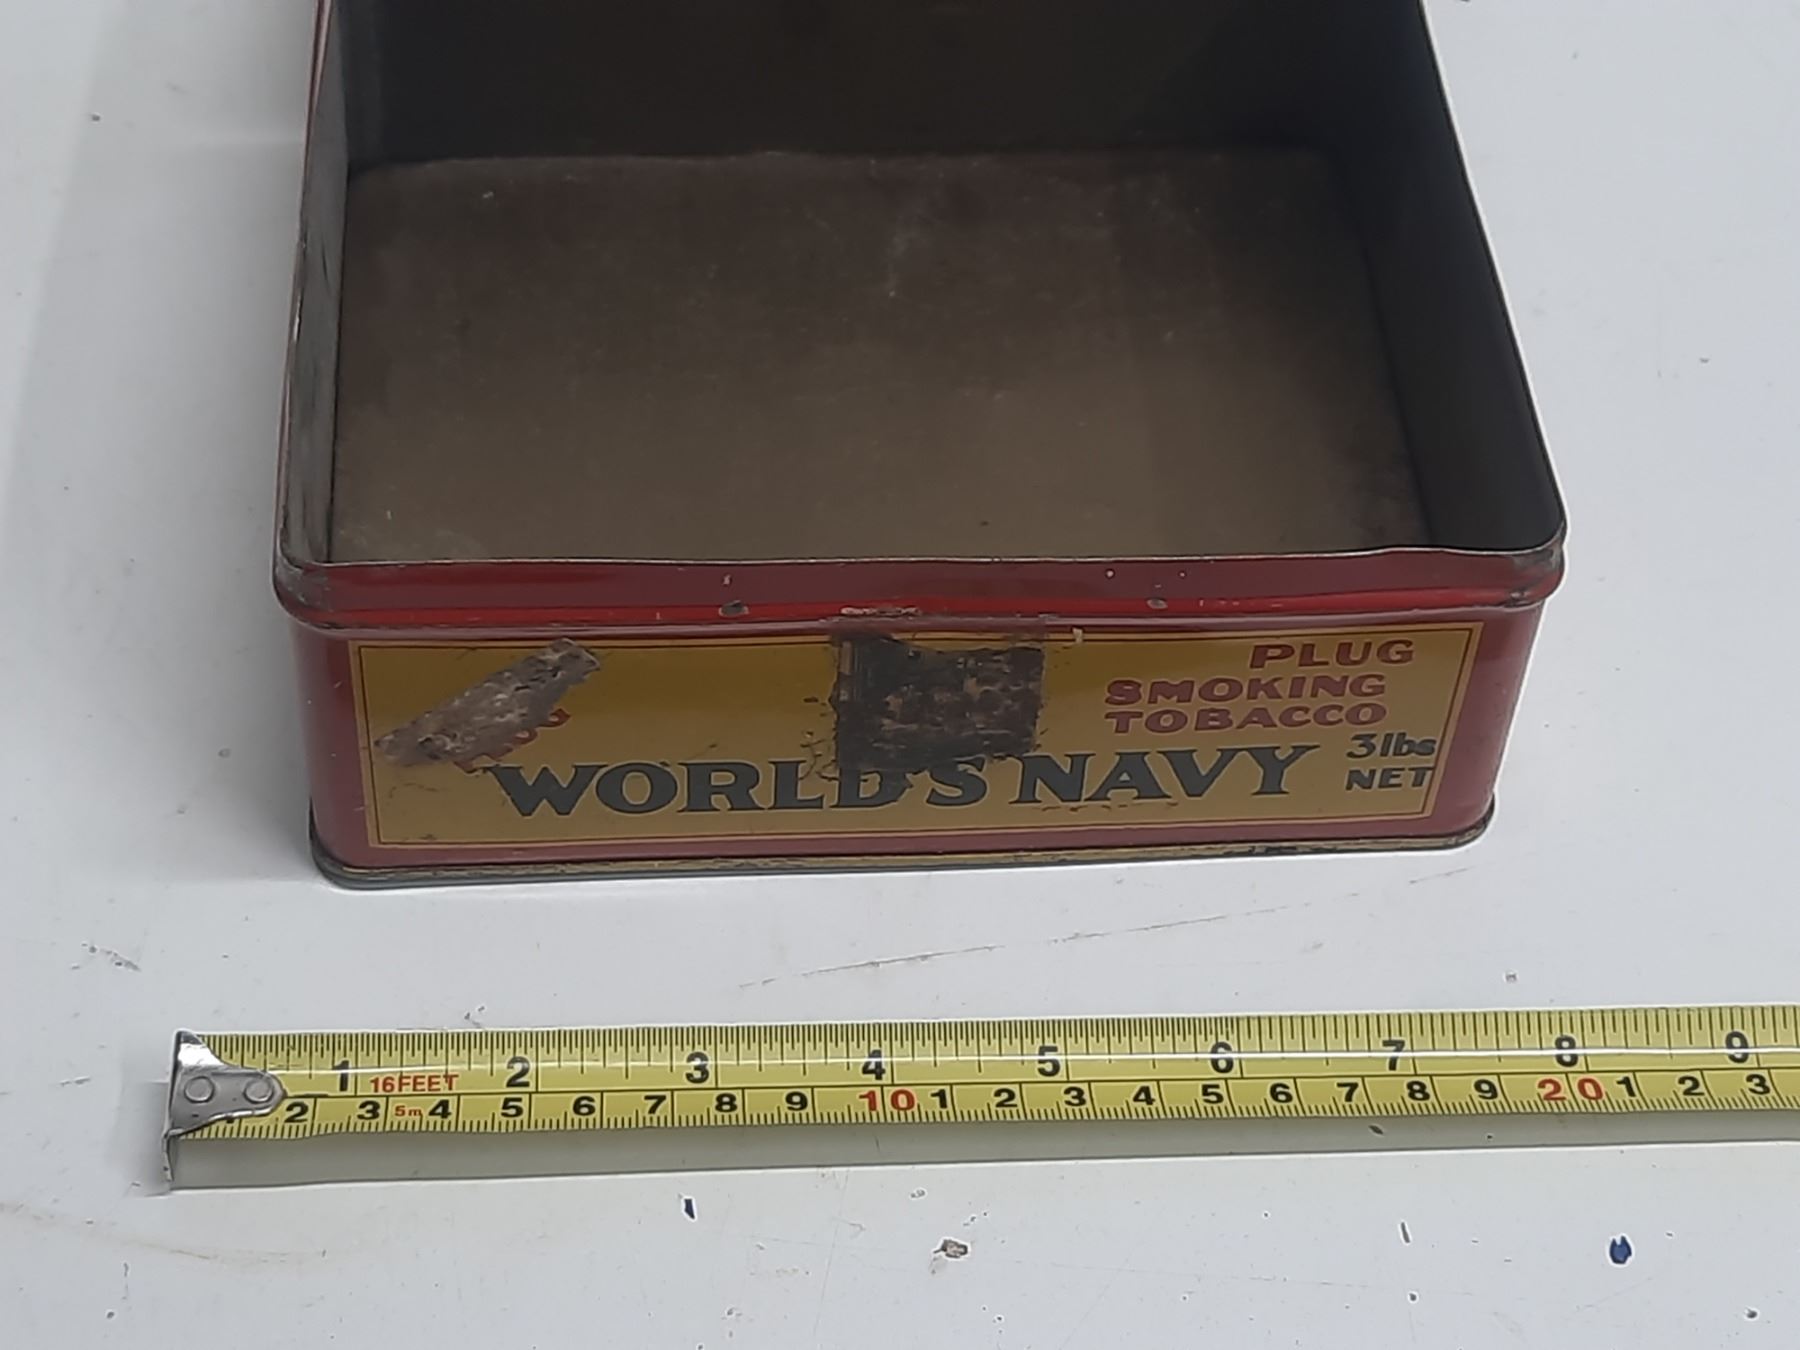 PLUG
SMOKING
TOBACCO
WORLD'S NAVY
3lbs
NET
1 16FEET 2 3 4 5 6 7 8 9
2 3 5m 4 5 6 7 8 9 10 1 2 3 4 5 6 7 8 9 20 1 2 3